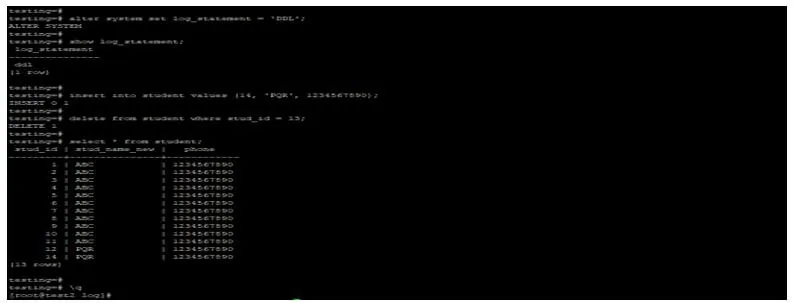 testing=#
testing=# alter system set log_statement = 'DDL';
ALTER SYSTEM
testing=#
testing=# show log_statement;
 log_statement
---------------
 ddl
(1 row)

testing=#
testing=# insert into student values (14, 'PQR', 1234567890);
INSERT 0 1
testing=#
testing=# delete from student where stud_id = 13;
DELETE 1
testing=#
testing=# select * from student;
 stud_id | stud_name_new |   phone
---------+---------------+------------
       1 | ABC           | 1234567890
       2 | ABC           | 1234567890
       3 | ABC           | 1234567890
       4 | ABC           | 1234567890
       5 | ABC           | 1234567890
       6 | ABC           | 1234567890
       7 | ABC           | 1234567890
       8 | ABC           | 1234567890
       9 | ABC           | 1234567890
      10 | ABC           | 1234567890
      11 | ABC           | 1234567890
      12 | PQR           | 1234567890
      14 | PQR           | 1234567890
(13 rows)

testing=#
testing=# \q
[root@test2 log]#